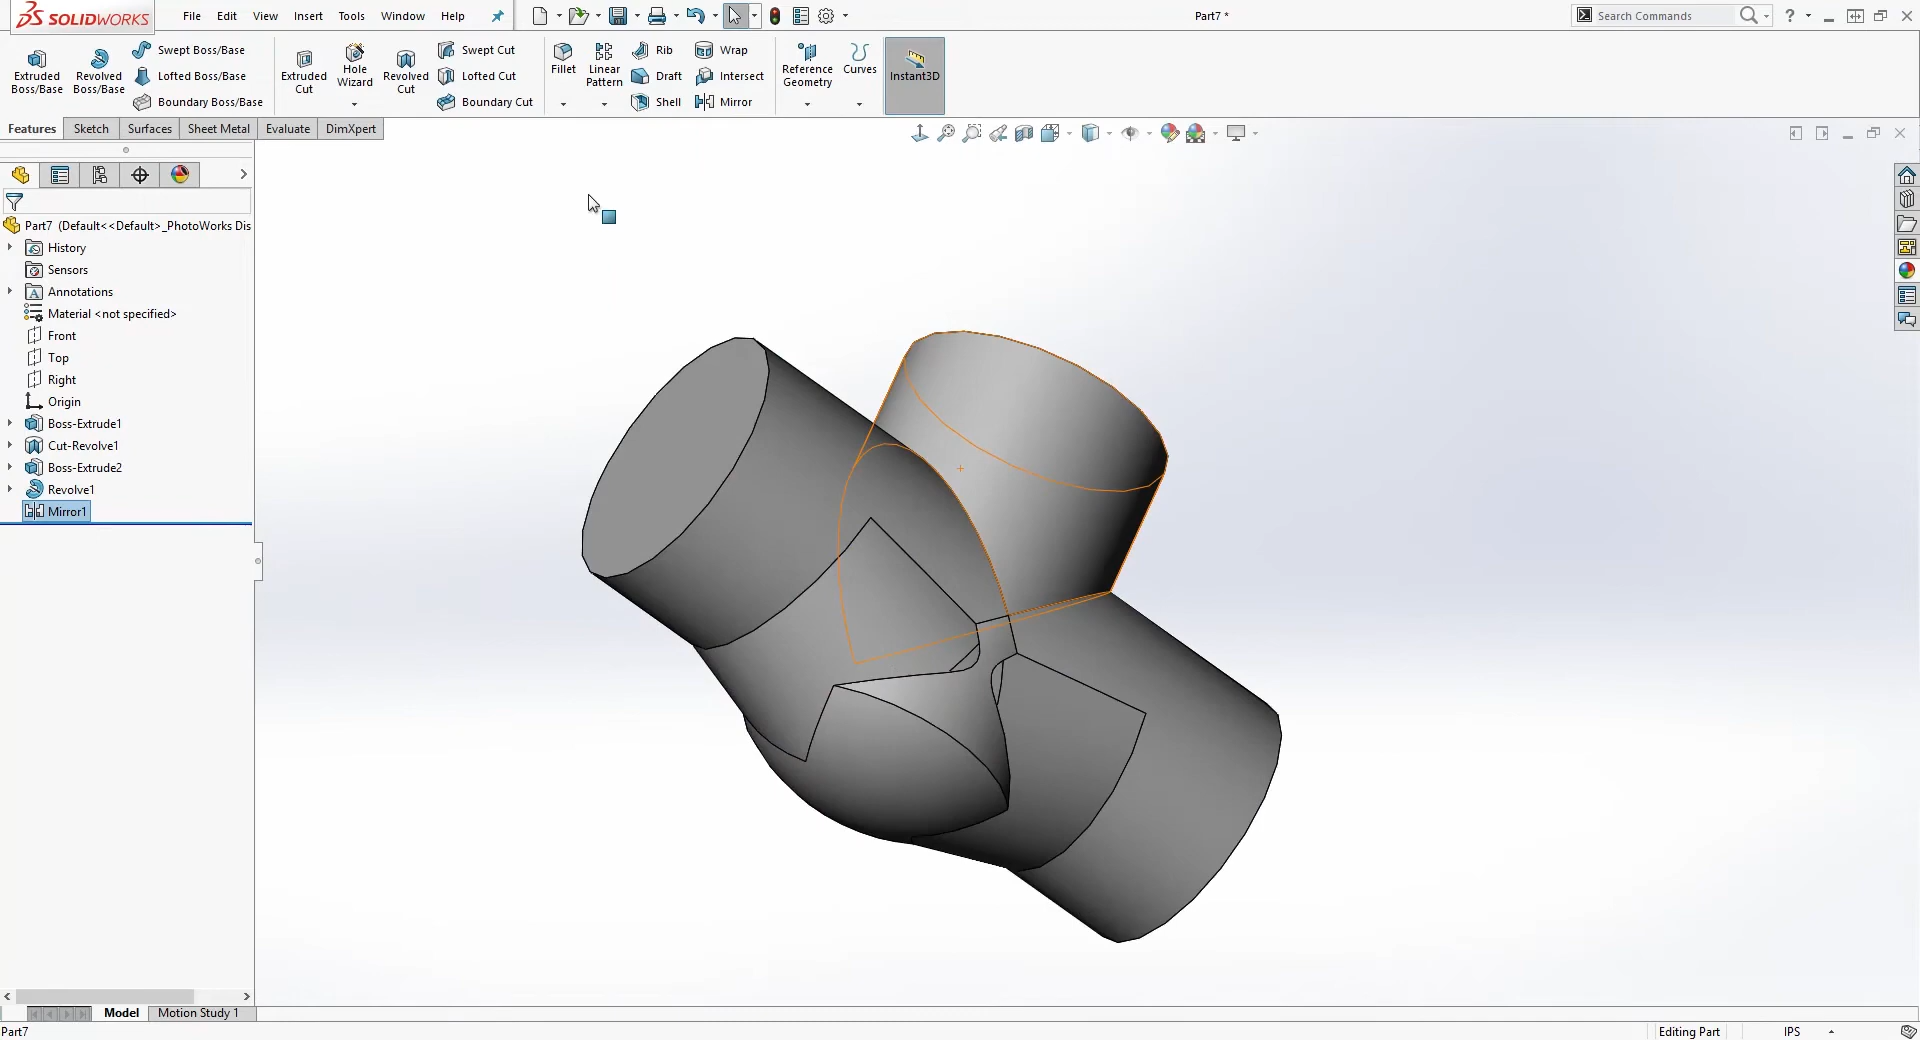 SOLIDWORKS
File Edit View Insert Tools Window Help
Part7 *
Search Commands
Extruded Boss/Base
Revolved Boss/Base
Swept Boss/Base
Lofted Boss/Base
Boundary Boss/Base
Extruded Cut
Hole Wizard
Revolved Cut
Swept Cut
Lofted Cut
Boundary Cut
Fillet
Linear Pattern
Rib
Draft
Shell
Wrap
Intersect
Mirror
Reference Geometry
Curves
Instant3D
Features Sketch Surfaces Sheet Metal Evaluate DimXpert
Part7 (Default<<Default>_PhotoWorks Dis
History
Sensors
Annotations
Material <not specified>
Front
Top
Right
Origin
Boss-Extrude1
Cut-Revolve1
Boss-Extrude2
Revolve1
Mirror1
Model Motion Study 1
Part7
Editing Part
IPS